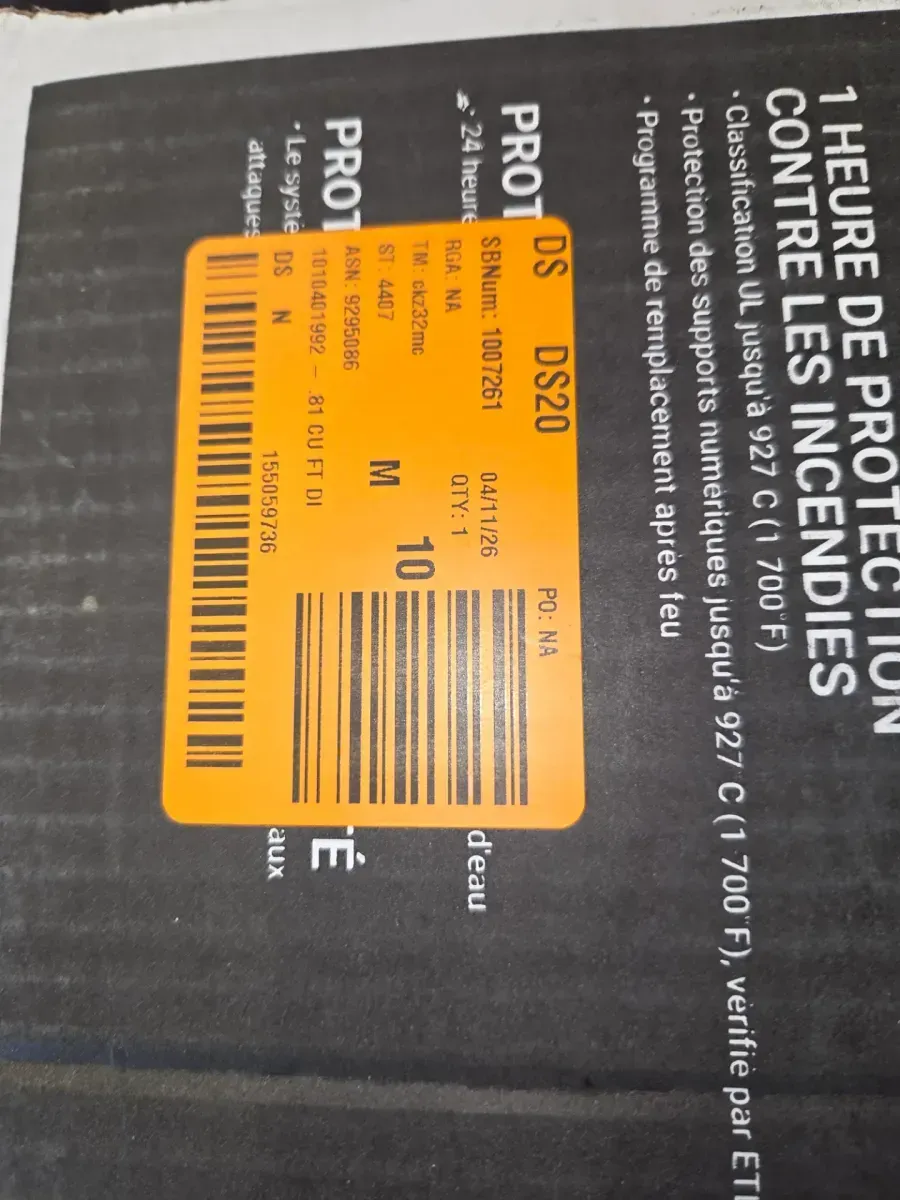 1 HEURE DE PROTECTION
CONTRE LES INCENDIES
· Classification UL jusqu'à 927°C (1 700°F)
· Protection des supports numériques jusqu'à 927°C (1 700°F), vérifié par ETL
· Programme de remplacement après feu
PROT
· 24 heure
d'eau
PROT
TÉ
· Le systè
aux
attaques
DS DS20 PO: NA
SBNum: 1007261 04/11/26
RGA: NA QTY: 1
TM: ckz32mc 10
ST: 4407 M
ASN: 9295086
1010401992 - .81 CU FT DI
DS N 155059736